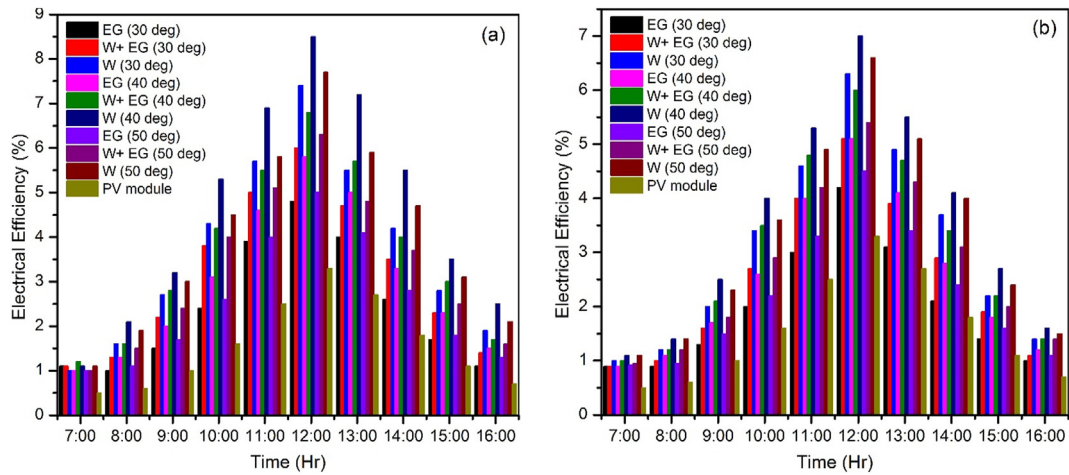 (a)
EG (30 deg)
W+ EG (30 deg)
W (30 deg)
EG (40 deg)
W+ EG (40 deg)
W (40 deg)
EG (50 deg)
W+ EG (50 deg)
W (50 deg)
PV module
Electrical Efficiency (%)
9
8
7
6
5
4
3
2
1
0
7:00 8:00 9:00 10:00 11:00 12:00 13:00 14:00 15:00 16:00
Time (Hr)
(b)
EG (30 deg)
W+ EG (30 deg)
W (30 deg)
EG (40 deg)
W+ EG (40 deg)
W (40 deg)
EG (50 deg)
W+ EG (50 deg)
W (50 deg)
PV module
Electrical Efficiency (%)
7
6
5
4
3
2
1
0
7:00 8:00 9:00 10:00 11:00 12:00 13:00 14:00 15:00 16:00
Time (Hr)